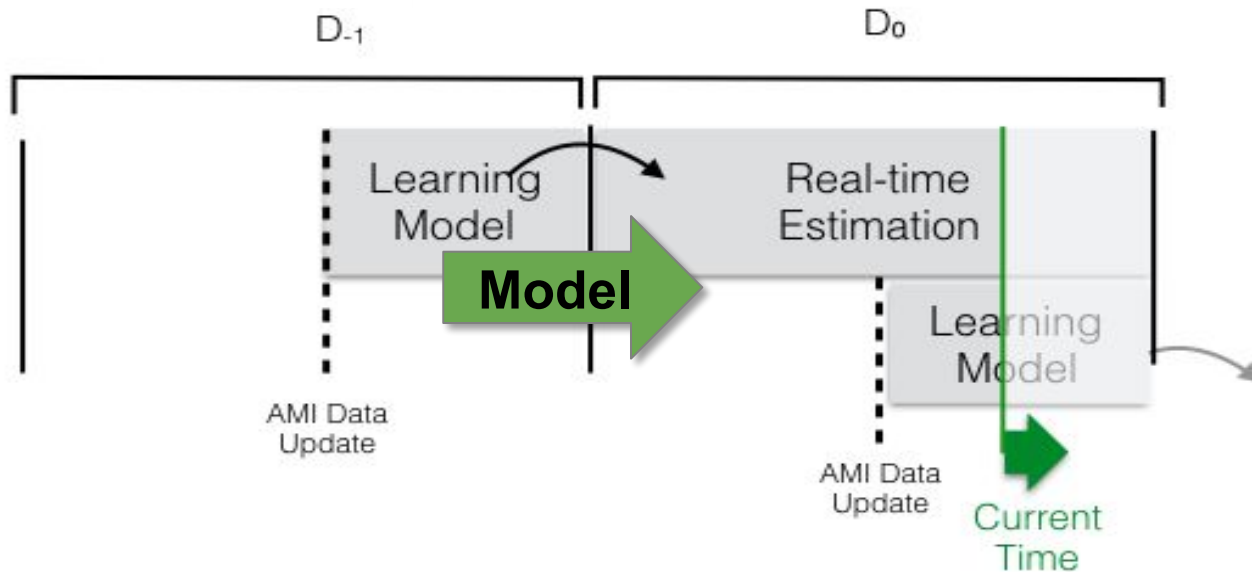 D₋₁
D₀
Learning
Model
Real-time
Estimation
Model
Learning
Model
AMI Data
Update
AMI Data
Update
Current
Time